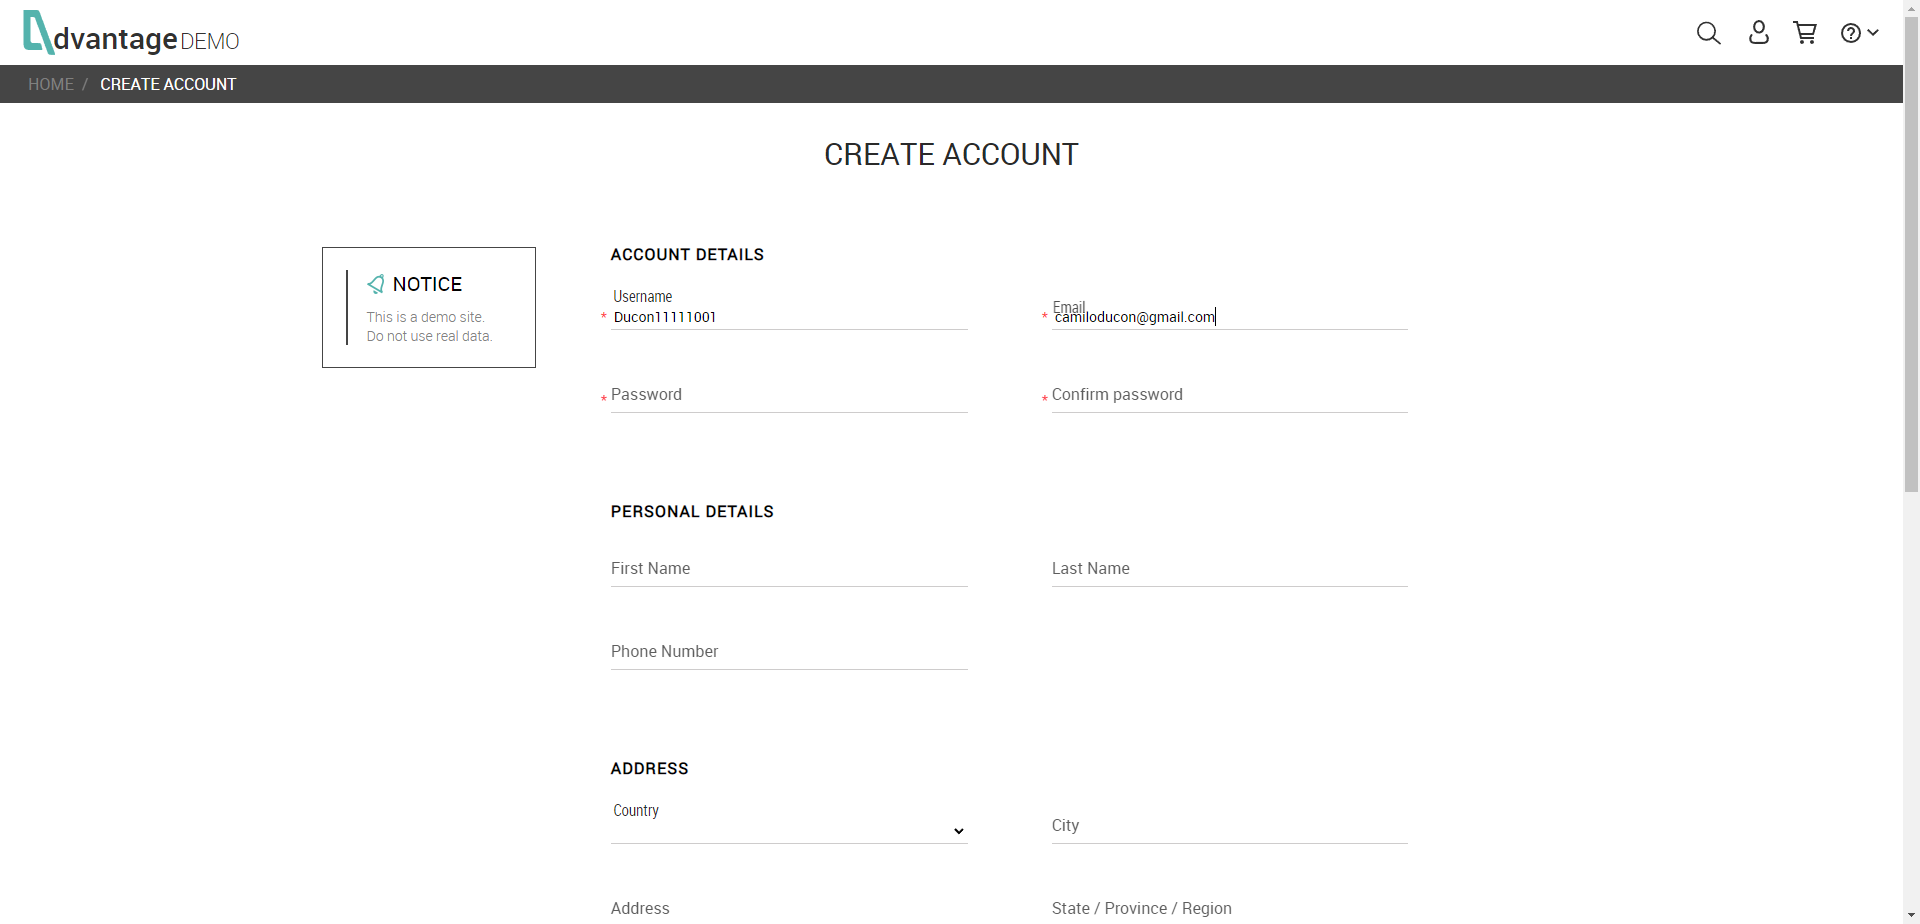 dvantage DEMO
HOME / CREATE ACCOUNT
CREATE ACCOUNT
NOTICE
This is a demo site.
Do not use real data.
ACCOUNT DETAILS
Username
* Ducon11111001
Email
* camiloducon@gmail.com
* Password
* Confirm password
PERSONAL DETAILS
First Name
Last Name
Phone Number
ADDRESS
Country
City
Address
State / Province / Region